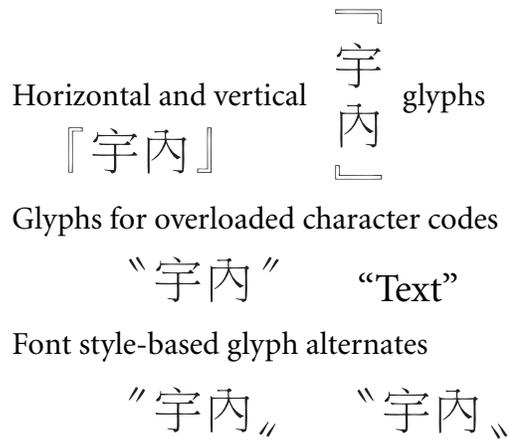 Horizontal and vertical glyphs
『宇內』
『宇內』
Glyphs for overloaded character codes
〝宇內〞 “Text”
Font style-based glyph alternates
〞宇內〟 〝宇內〟